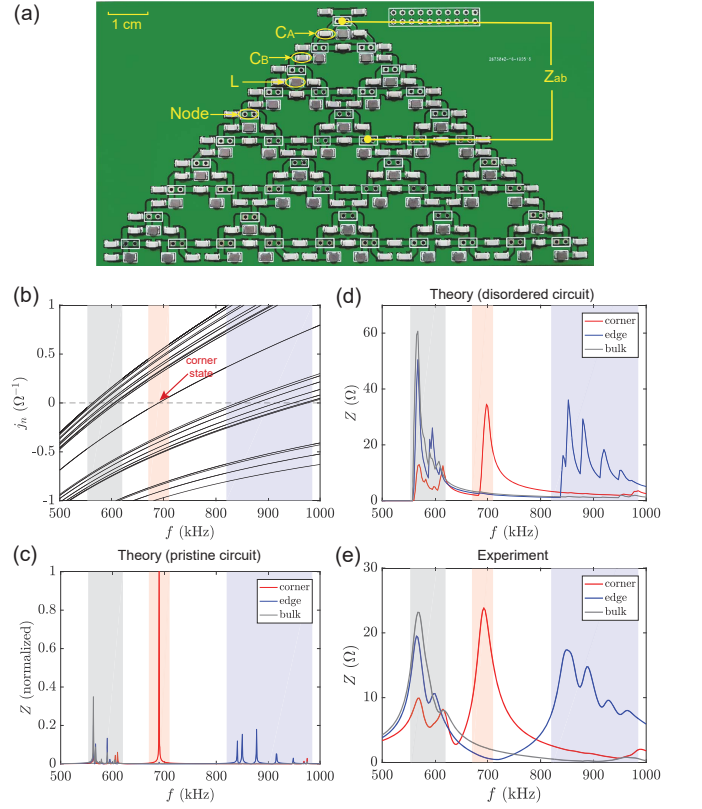 (a)
1 cm
C_A
C_B
L
Node
Z_ab
(b)
1
0.5
0
-0.5
-1
j_n (Ω⁻¹)
corner
state
500 600 700 800 900 1000
f (kHz)
(c)
Theory (pristine circuit)
1
0.8
0.6
0.4
0.2
0
Z (normalized)
corner
edge
bulk
500 600 700 800 900 1000
f (kHz)
(d)
Theory (disordered circuit)
60
40
20
0
Z (Ω)
corner
edge
bulk
500 600 700 800 900 1000
f (kHz)
(e)
Experiment
30
20
10
0
Z (Ω)
corner
edge
bulk
500 600 700 800 900 1000
f (kHz)